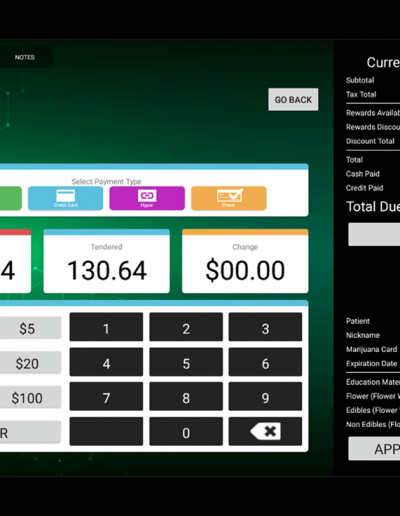 NOTES
GO BACK
Select Payment Type
Credit Card
Hypur
Check
Tendered
Change
4
130.64
$00.00
$5
1
2
3
$20
4
5
6
$100
7
8
9
R
0
Curre
Subtotal
Tax Total
Rewards Availab
Rewards Discou
Discount Total
Total
Cash Paid
Credit Paid
Total Due
Patient
Nickname
Marijuana Card
Expiration Date
Education Mater
Flower (Flower W
Edibles (Flower
Non Edibles (Flo
APP